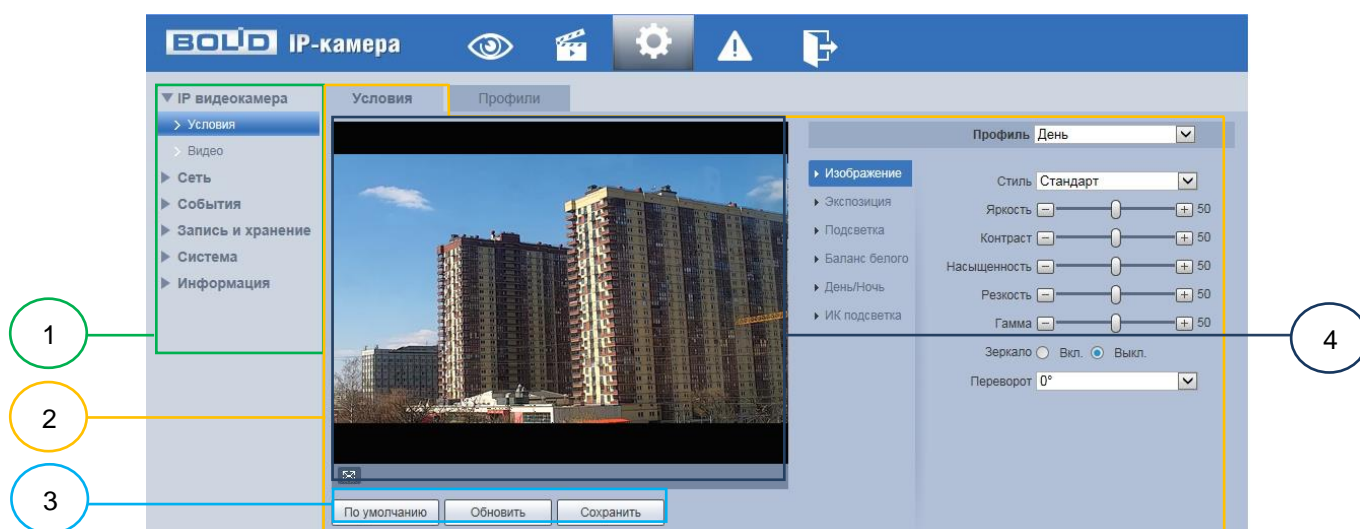 BOLID IP-камера
IP видеокамера
Условия
Видео
Сеть
События
Запись и хранение
Система
Информация
Условия
Профили
Профиль День
Изображение
Экспозиция
Подсветка
Баланс белого
День/Ночь
ИК подсветка
Стиль Стандарт
Яркость 50
Контраст 50
Насыщенность 50
Резкость 50
Гамма 50
Зеркало Вкл. Выкл.
Переворот 0°
По умолчанию
Обновить
Сохранить
1
2
3
4